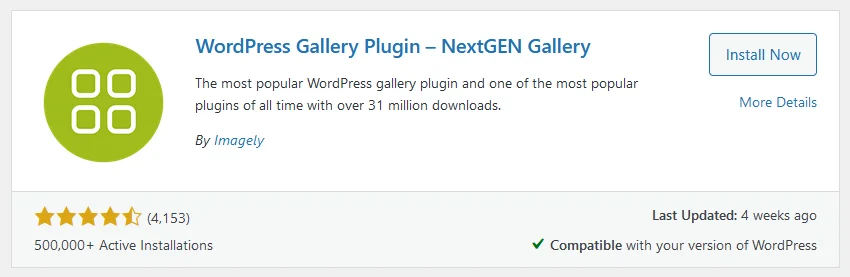 WordPress Gallery Plugin – NextGEN Gallery
Install Now
The most popular WordPress gallery plugin and one of the most popular
plugins of all time with over 31 million downloads.
More Details
By Imagely
(4,153)
Last Updated: 4 weeks ago
500,000+ Active Installations
Compatible with your version of WordPress